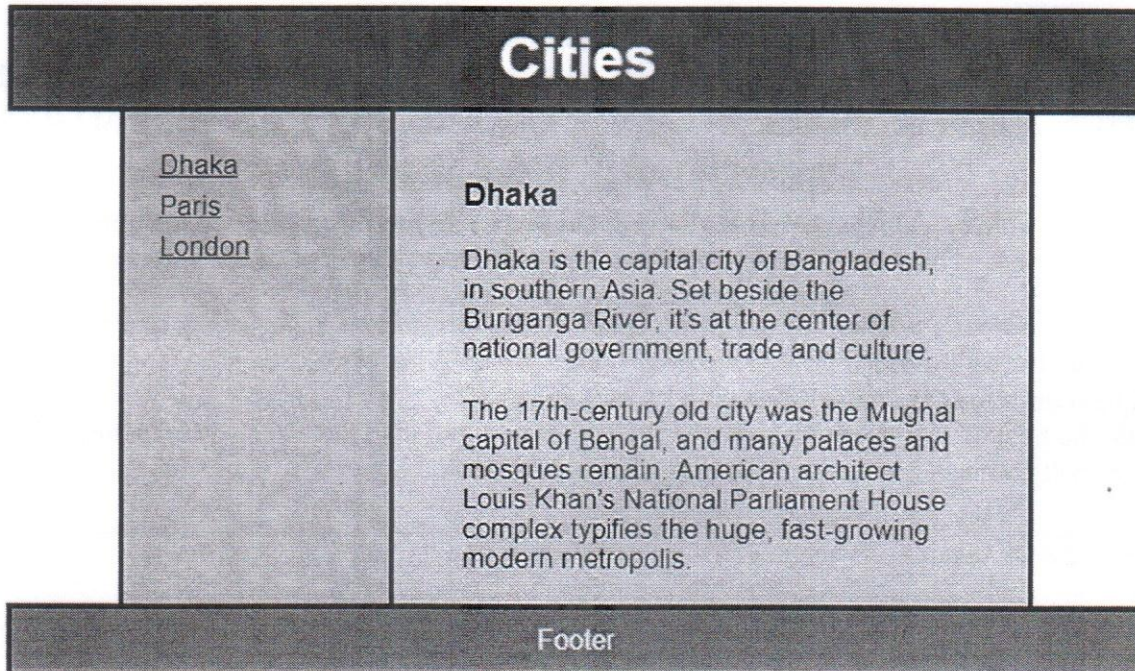 Cities
Dhaka
Paris
London
Dhaka
Dhaka is the capital city of Bangladesh,
in southern Asia. Set beside the
Buriganga River, it's at the center of
national government, trade and culture.
The 17th-century old city was the Mughal
capital of Bengal, and many palaces and
mosques remain. American architect
Louis Khan's National Parliament House
complex typifies the huge, fast-growing
modern metropolis.
Footer